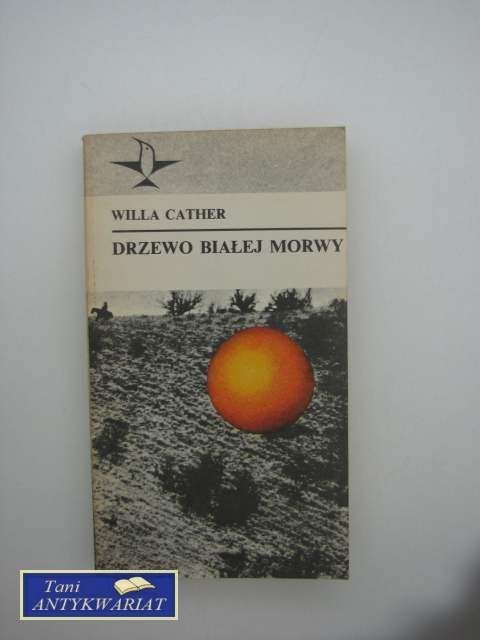 WILLA CATHER
DRZEWO BIAŁEJ MORWY
Tani
ANTYKWARIAT